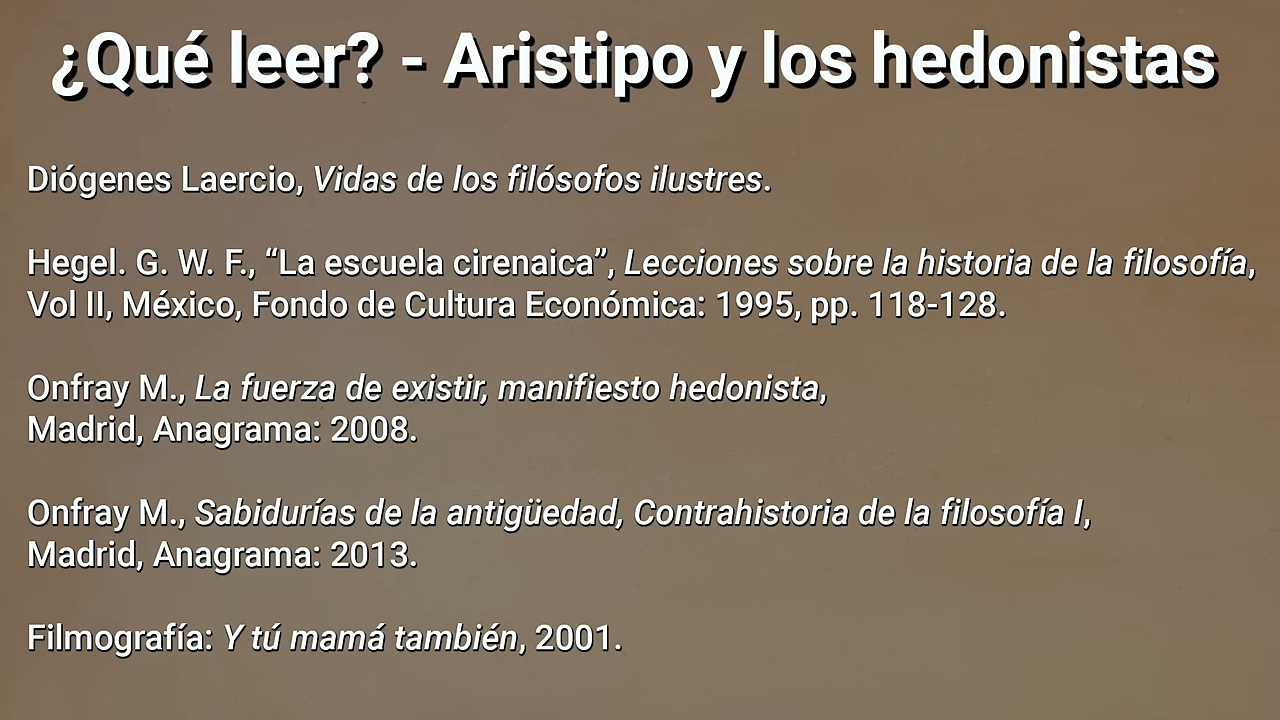 ¿Qué leer? - Aristipo y los hedonistas
Diógenes Laercio, Vidas de los filósofos ilustres.
Hegel. G. W. F., “La escuela cirenaica”, Lecciones sobre la historia de la filosofía,
Vol II, México, Fondo de Cultura Económica: 1995, pp. 118-128.
Onfray M., La fuerza de existir, manifiesto hedonista,
Madrid, Anagrama: 2008.
Onfray M., Sabidurías de la antigüedad, Contrahistoria de la filosofía I,
Madrid, Anagrama: 2013.
Filmografía: Y tú mamá también, 2001.